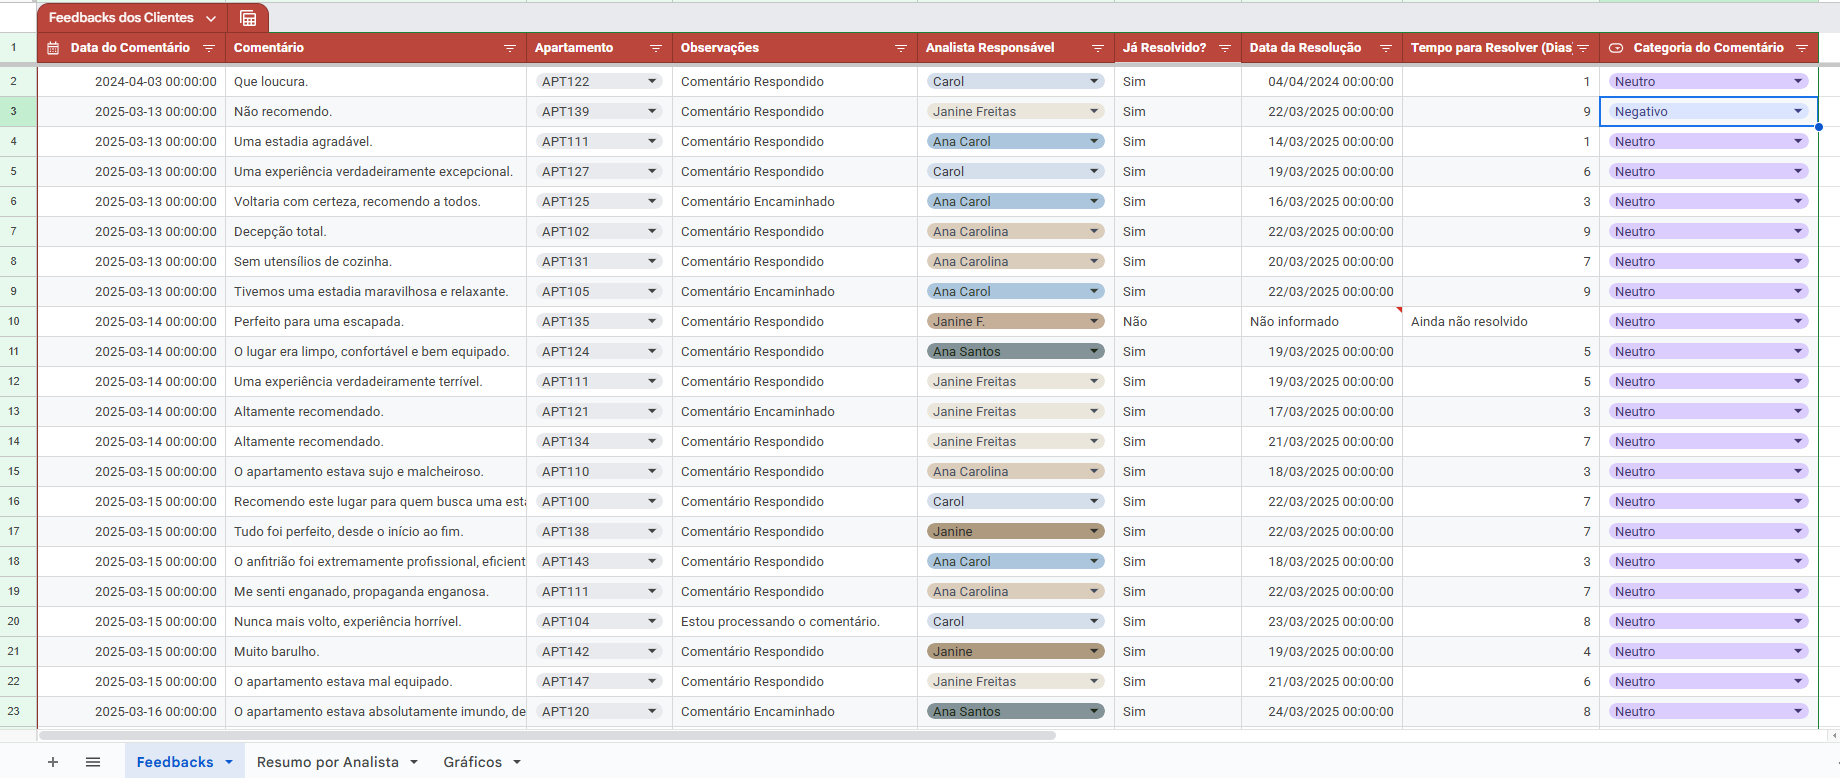 Feedbacks dos Clientes
1 Data do Comentário Comentário Apartamento Observações Analista Responsável Já Resolvido? Data da Resolução Tempo para Resolver (Dias) Categoria do Comentário
2 2024-04-03 00:00:00 Que loucura. APT122 Comentário Respondido Carol Sim 04/04/2024 00:00:00 1 Neutro
3 2025-03-13 00:00:00 Não recomendo. APT139 Comentário Respondido Janine Freitas Sim 22/03/2025 00:00:00 9 Negativo
4 2025-03-13 00:00:00 Uma estadia agradável. APT111 Comentário Respondido Ana Carol Sim 14/03/2025 00:00:00 1 Neutro
5 2025-03-13 00:00:00 Uma experiência verdadeiramente excepcional. APT127 Comentário Respondido Carol Sim 19/03/2025 00:00:00 6 Neutro
6 2025-03-13 00:00:00 Voltaria com certeza, recomendo a todos. APT125 Comentário Encaminhado Ana Carol Sim 16/03/2025 00:00:00 3 Neutro
7 2025-03-13 00:00:00 Decepção total. APT102 Comentário Respondido Ana Carolina Sim 22/03/2025 00:00:00 9 Neutro
8 2025-03-13 00:00:00 Sem utensílios de cozinha. APT131 Comentário Respondido Ana Carolina Sim 20/03/2025 00:00:00 7 Neutro
9 2025-03-13 00:00:00 Tivemos uma estadia maravilhosa e relaxante. APT105 Comentário Encaminhado Ana Carol Sim 22/03/2025 00:00:00 9 Neutro
10 2025-03-14 00:00:00 Perfeito para uma escapada. APT135 Comentário Respondido Janine F. Não Não informado Ainda não resolvido Neutro
11 2025-03-14 00:00:00 O lugar era limpo, confortável e bem equipado. APT124 Comentário Respondido Ana Santos Sim 19/03/2025 00:00:00 5 Neutro
12 2025-03-14 00:00:00 Uma experiência verdadeiramente terrível. APT111 Comentário Respondido Janine Freitas Sim 19/03/2025 00:00:00 5 Neutro
13 2025-03-14 00:00:00 Altamente recomendado. APT121 Comentário Encaminhado Janine Freitas Sim 17/03/2025 00:00:00 3 Neutro
14 2025-03-14 00:00:00 Altamente recomendado. APT134 Comentário Respondido Janine Freitas Sim 21/03/2025 00:00:00 7 Neutro
15 2025-03-15 00:00:00 O apartamento estava sujo e malcheiroso. APT110 Comentário Respondido Ana Carolina Sim 18/03/2025 00:00:00 3 Neutro
16 2025-03-15 00:00:00 Recomendo este lugar para quem busca uma esta APT100 Comentário Respondido Carol Sim 22/03/2025 00:00:00 7 Neutro
17 2025-03-15 00:00:00 Tudo foi perfeito, desde o início ao fim. APT138 Comentário Respondido Janine Sim 22/03/2025 00:00:00 7 Neutro
18 2025-03-15 00:00:00 O anfitrião foi extremamente profissional, eficient APT143 Comentário Respondido Ana Carol Sim 18/03/2025 00:00:00 3 Neutro
19 2025-03-15 00:00:00 Me senti enganado, propaganda enganosa. APT111 Comentário Respondido Ana Carolina Sim 22/03/2025 00:00:00 7 Neutro
20 2025-03-15 00:00:00 Nunca mais volto, experiência horrível. APT104 Estou processando o comentário. Carol Sim 23/03/2025 00:00:00 8 Neutro
21 2025-03-15 00:00:00 Muito barulho. APT142 Comentário Respondido Janine Sim 19/03/2025 00:00:00 4 Neutro
22 2025-03-15 00:00:00 O apartamento estava mal equipado. APT147 Comentário Respondido Janine Freitas Sim 21/03/2025 00:00:00 6 Neutro
23 2025-03-16 00:00:00 O apartamento estava absolutamente imundo, de APT120 Comentário Encaminhado Ana Santos Sim 24/03/2025 00:00:00 8 Neutro
Feedbacks Resumo por Analista Gráficos